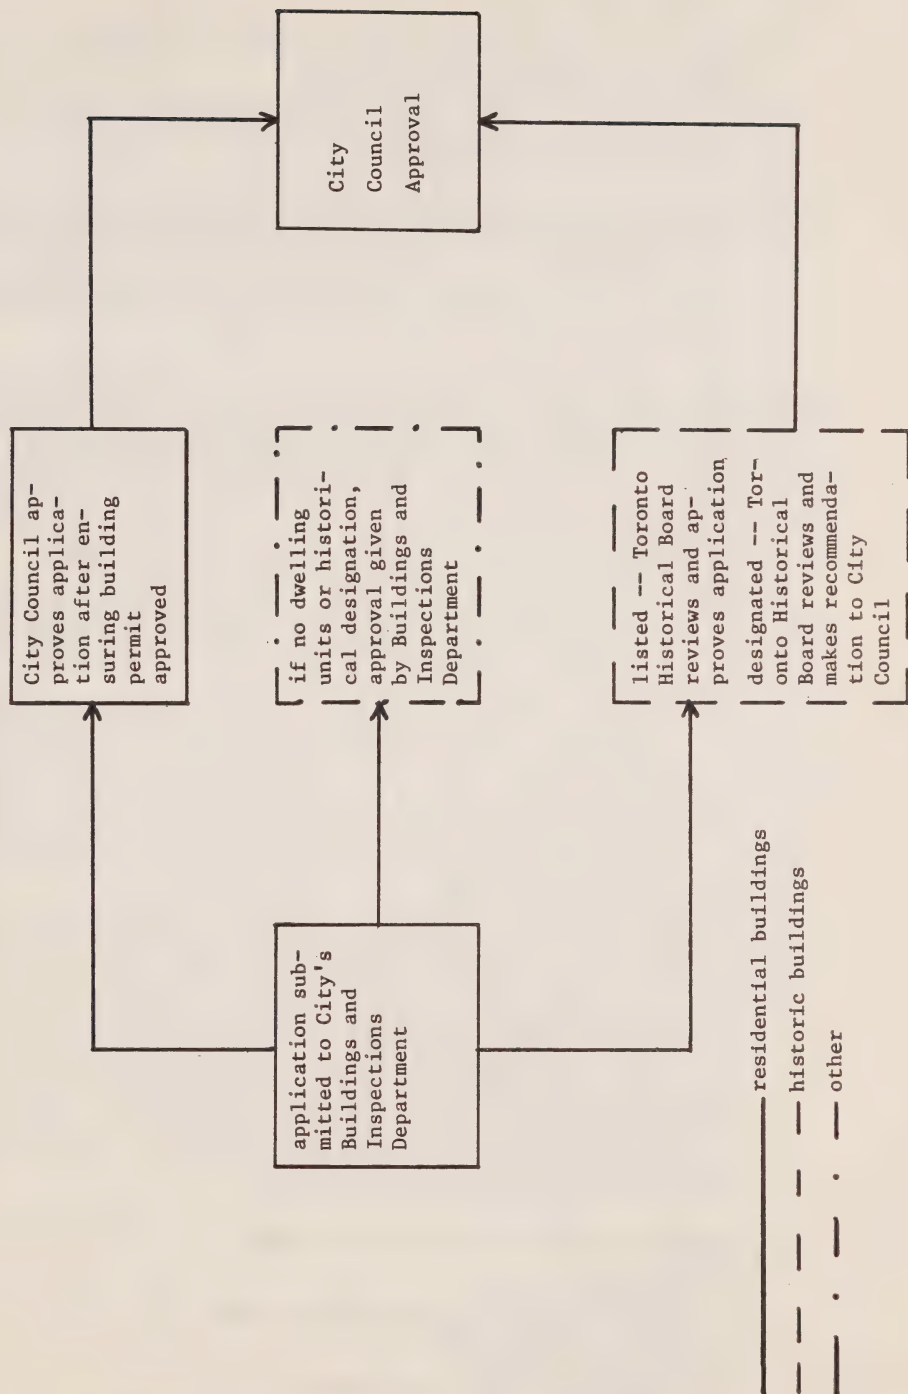 application sub-
mitted to City's
Buildings and
Inspections
Department
City Council ap-
proves applica-
tion after en-
suring building
permit
approved
if no dwelling
units or histori-
cal designation,
approval given
by Buildings and
Inspections
Department
listed -- Toronto
Historical Board
reviews and ap-
proves application
designated -- Tor-
onto Historical
Board reviews and
makes recommenda-
tion to City
Council
City
Council
Approval
residential buildings
historic buildings
other